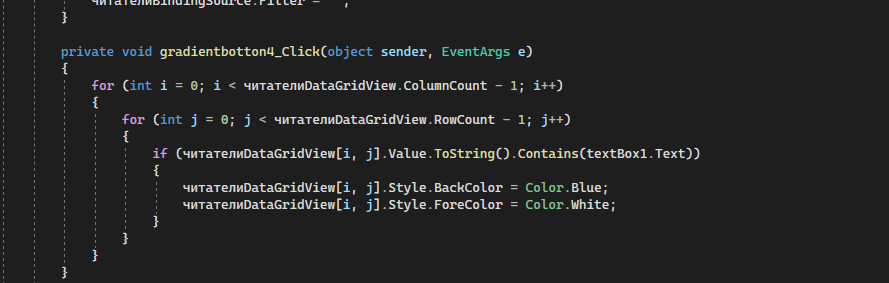 читателиBindingSource.Filter = "";
}
private void gradientbotton4_Click(object sender, EventArgs e)
{
for (int i = 0; i < читателиDataGridView.ColumnCount - 1; i++)
{
for (int j = 0; j < читателиDataGridView.RowCount - 1; j++)
{
if (читателиDataGridView[i, j].Value.ToString().Contains(textBox1.Text))
{
читателиDataGridView[i, j].Style.BackColor = Color.Blue;
читателиDataGridView[i, j].Style.ForeColor = Color.White;
}
}
}
}